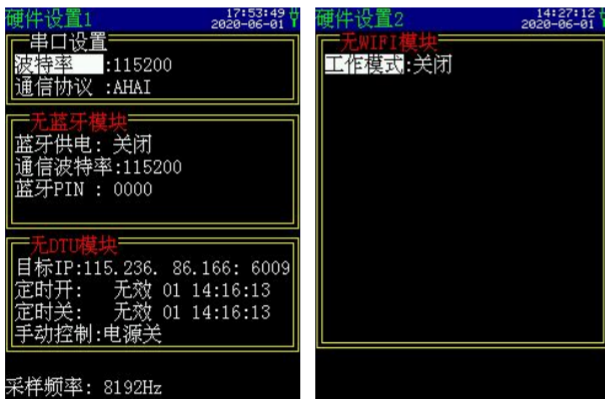 硬件设置1 17:53:49
2020-06-01
串口设置
波特率 :115200
通信协议 :AHAI
无蓝牙模块
蓝牙供电: 关闭
通信波特率:115200
蓝牙PIN : 0000
无DTU模块
目标IP:115.236. 86.166: 6009
定时开: 无效 01 14:16:13
定时关: 无效 01 14:16:13
手动控制:电源关
采样频率: 8192Hz
硬件设置2 14:27:12
2020-06-01
无WIFI模块
工作模式:关闭